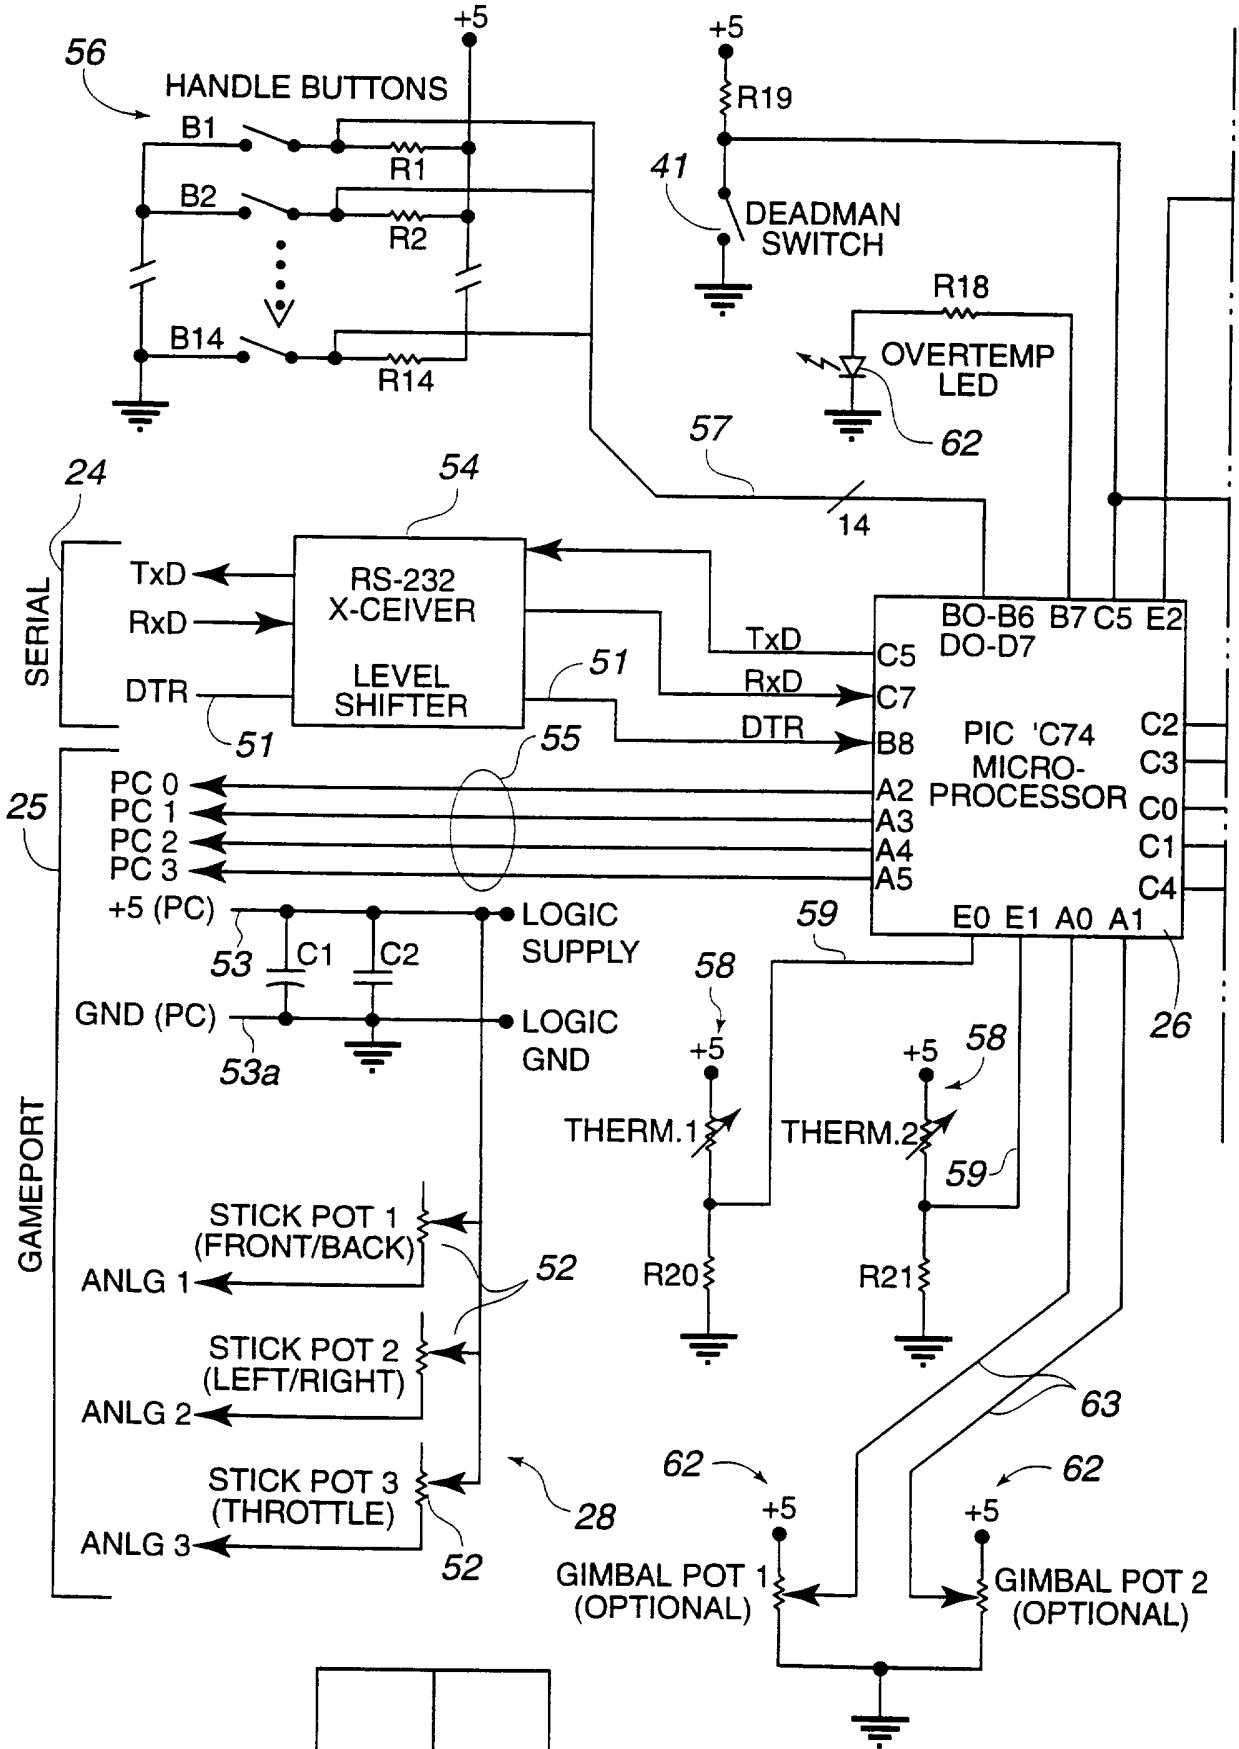 +5
+5
56
HANDLE BUTTONS
R19
B1
R1
41
B2
R2
DEADMAN
SWITCH
R18
B14
R14
OVERTEMP
LED
62
57
14
24
54
SERIAL
TxD
RxD
DTR
51
RS-232
X-CEIVER
LEVEL
SHIFTER
51
TxD
RxD
DTR
BO-B6
DO-D7
B7
C5
E2
C5
C7
B8
A2
A3
A4
A5
PIC 'C74
MICRO-
PROCESSOR
C2
C3
C0
C1
C4
E0
E1
A0
A1
26
55
25
GAMEPORT
PC 0
PC 1
PC 2
PC 3
+5 (PC)
53
C1
C2
LOGIC
SUPPLY
GND (PC)
53a
LOGIC
GND
59
58
+5
THERM.1
R20
58
+5
THERM.2
59
R21
STICK POT 1
(FRONT/BACK)
52
ANLG 1
STICK POT 2
(LEFT/RIGHT)
ANLG 2
STICK POT 3
(THROTTLE)
52
ANLG 3
28
63
62
+5
GIMBAL POT 1
(OPTIONAL)
62
+5
GIMBAL POT 2
(OPTIONAL)